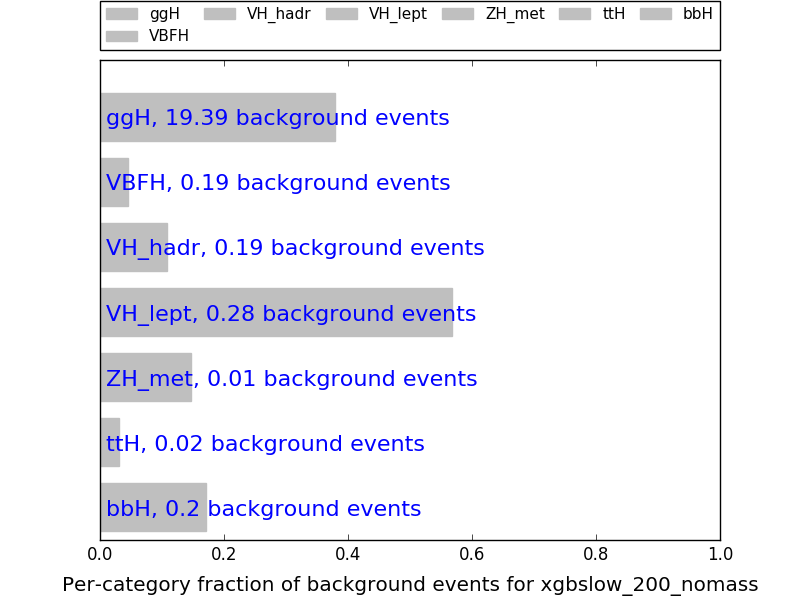 ggH VH_hadr VH_lept ZH_met ttH bbH
VBFH
ggH, 19.39 background events
VBFH, 0.19 background events
VH_hadr, 0.19 background events
VH_lept, 0.28 background events
ZH_met, 0.01 background events
ttH, 0.02 background events
bbH, 0.2 background events
0.0 0.2 0.4 0.6 0.8 1.0
Per-category fraction of background events for xgbslow_200_nomass